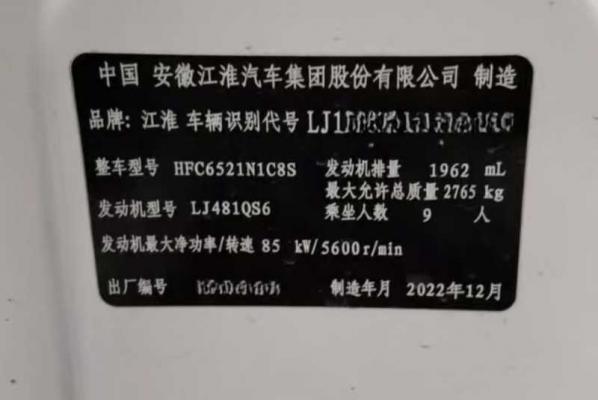 中国 安徽江淮汽车集团股份有限公司 制造
品牌: 江淮 车辆识别代号
整车型号 HFC6521N1C8S 发动机排量 1962 mL
最大允许总质量 2765 kg
发动机型号 LJ481QS6 乘坐人数 9 人
发动机最大净功率/转速 85 kW/5600r/min
出厂编号 制造年月 2022年12月